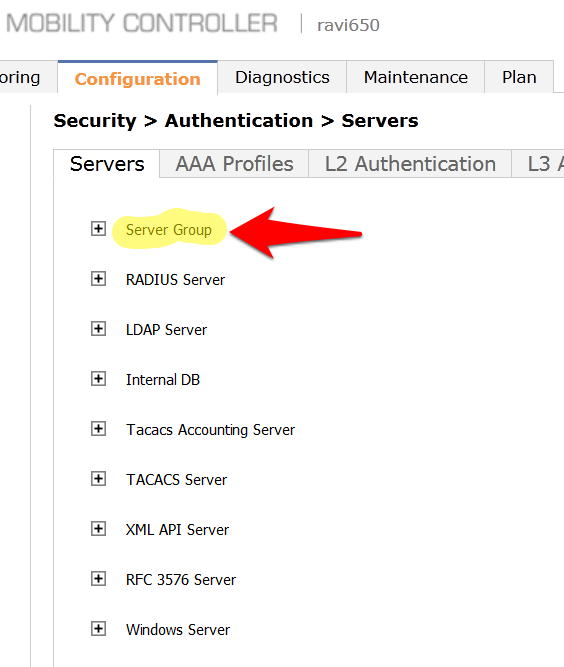 MOBILITY CONTROLLER | ravi650
oring Configuration Diagnostics Maintenance Plan
Security > Authentication > Servers
Servers AAA Profiles L2 Authentication L3 A
Server Group
RADIUS Server
LDAP Server
Internal DB
Tacacs Accounting Server
TACACS Server
XML API Server
RFC 3576 Server
Windows Server